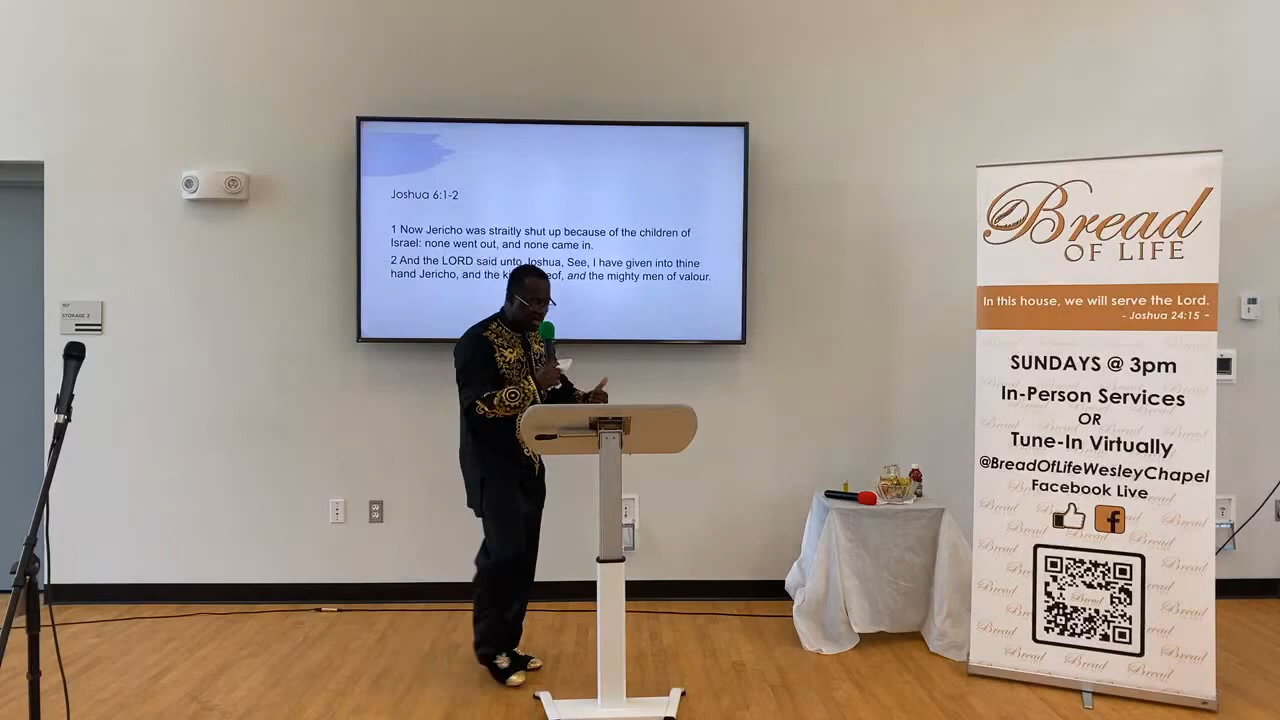 Joshua 6:1-2
1 Now Jericho was straitly shut up because of the children of
Israel: none went out, and none came in.
2 And the LORD said unto Joshua, See, I have given into thine
hand Jericho, and the and the mighty men of valour.
STORAGE 2
Bread
OF LIFE
In this house, we will serve the Lord.
- Joshua 24:15 -
SUNDAYS @ 3pm
In-Person Services
OR
Tune-In Virtually
@BreadOfLifeWesleyChapel
Facebook Live